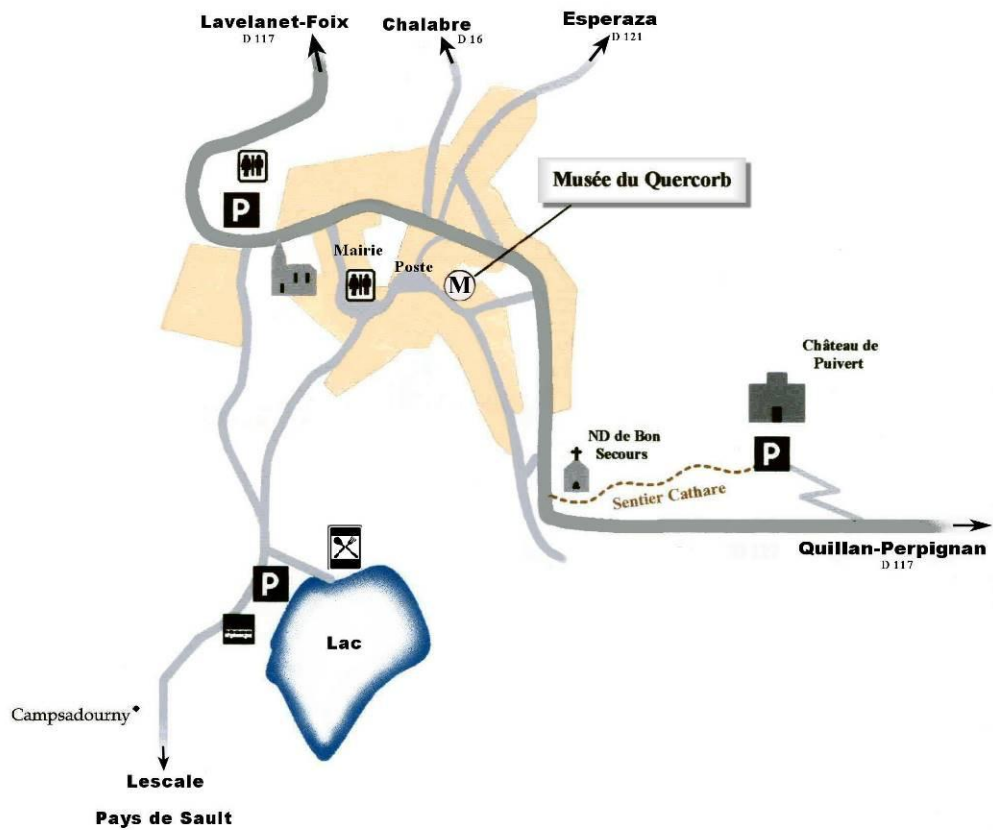 Lavelanet-Foix
D 117
Chalabre
D 16
Esperaza
D 121
Musée du Quercorb
P
Mairie
Poste
M
Château de
Puivert
ND de Bon
Secours
P
Sentier Cathare
Quillan-Perpignan
D 117
P
Lac
Campsadourny
Lescale
Pays de Sault